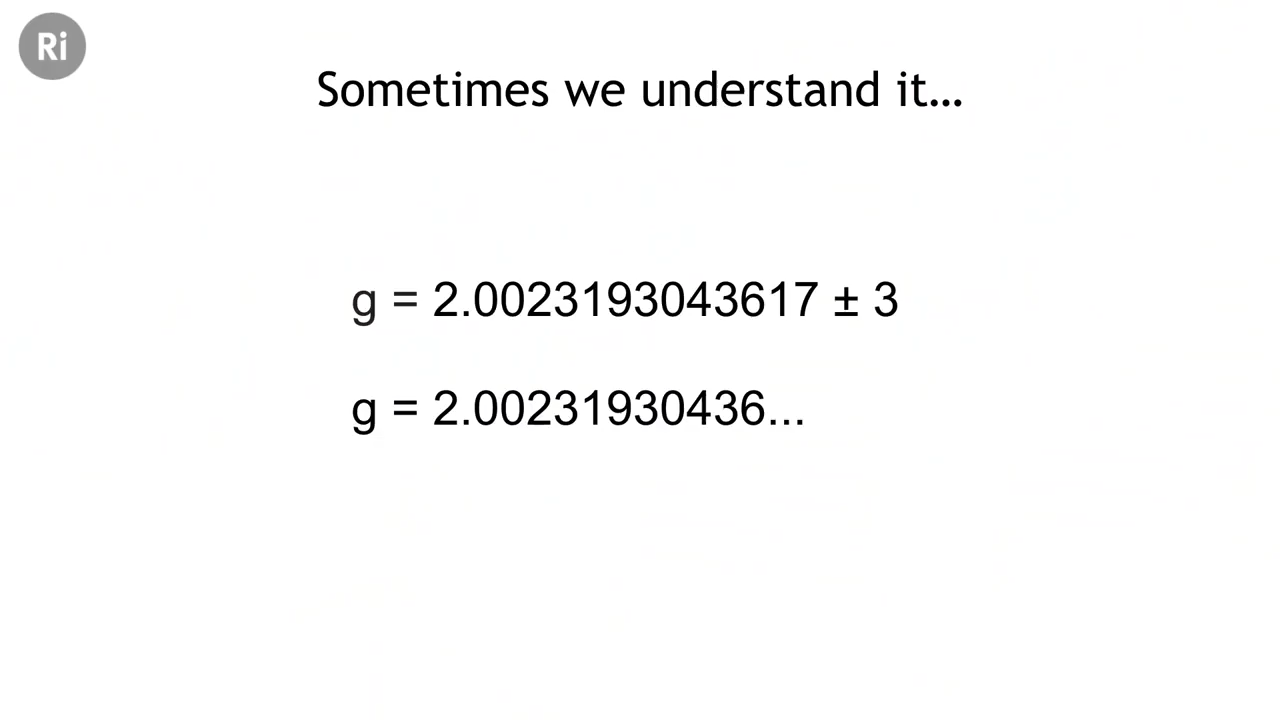 Ri
Sometimes we understand it…
g = 2.0023193043617 ± 3
g = 2.00231930436...